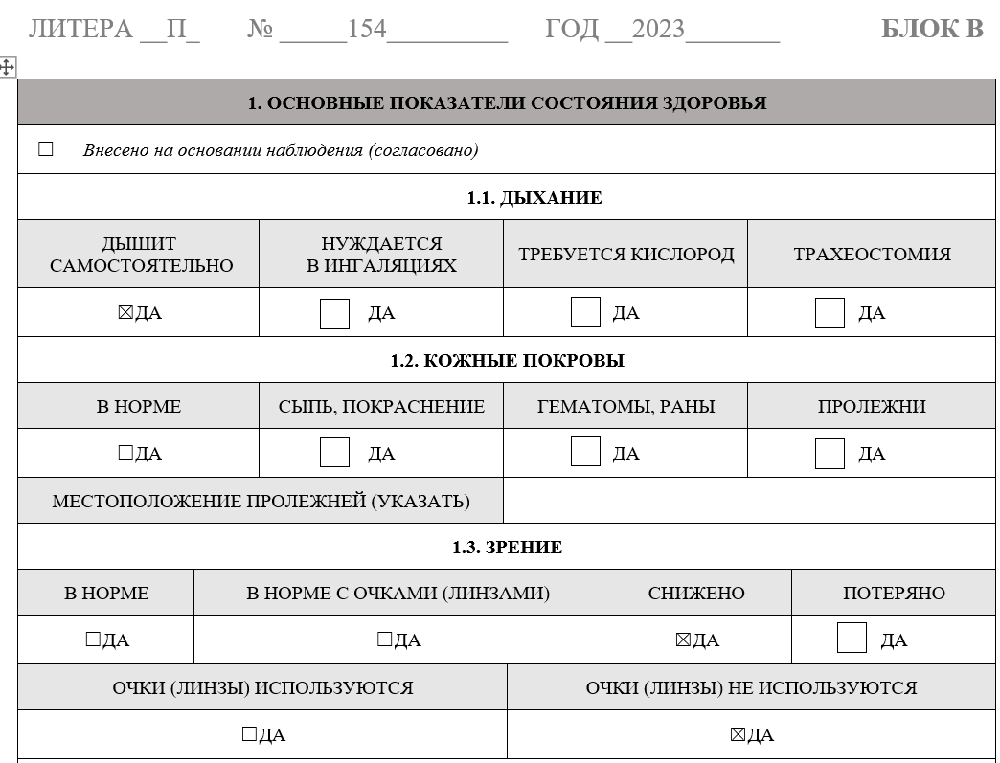 ЛИТЕРА __П_ № _____154_________ ГОД __2023_______ БЛОК В
1. ОСНОВНЫЕ ПОКАЗАТЕЛИ СОСТОЯНИЯ ЗДОРОВЬЯ
☐ Внесено на основании наблюдения (согласовано)
1.1. ДЫХАНИЕ
ДЫШИТ САМОСТОЯТЕЛЬНО НУЖДАЕТСЯ В ИНГАЛЯЦИЯХ ТРЕБУЕТСЯ КИСЛОРОД ТРАХЕОСТОМИЯ
☒ДА ☐ ДА ☐ ДА ☐ ДА
1.2. КОЖНЫЕ ПОКРОВЫ
В НОРМЕ СЫПЬ, ПОКРАСНЕНИЕ ГЕМАТОМЫ, РАНЫ ПРОЛЕЖНИ
☐ДА ☐ ДА ☐ ДА ☐ ДА
МЕСТОПОЛОЖЕНИЕ ПРОЛЕЖНЕЙ (УКАЗАТЬ)
1.3. ЗРЕНИЕ
В НОРМЕ В НОРМЕ С ОЧКАМИ (ЛИНЗАМИ) СНИЖЕНО ПОТЕРЯНО
☐ДА ☐ДА ☒ДА ☐ ДА
ОЧКИ (ЛИНЗЫ) ИСПОЛЬЗУЮТСЯ ОЧКИ (ЛИНЗЫ) НЕ ИСПОЛЬЗУЮТСЯ
☐ДА ☒ДА